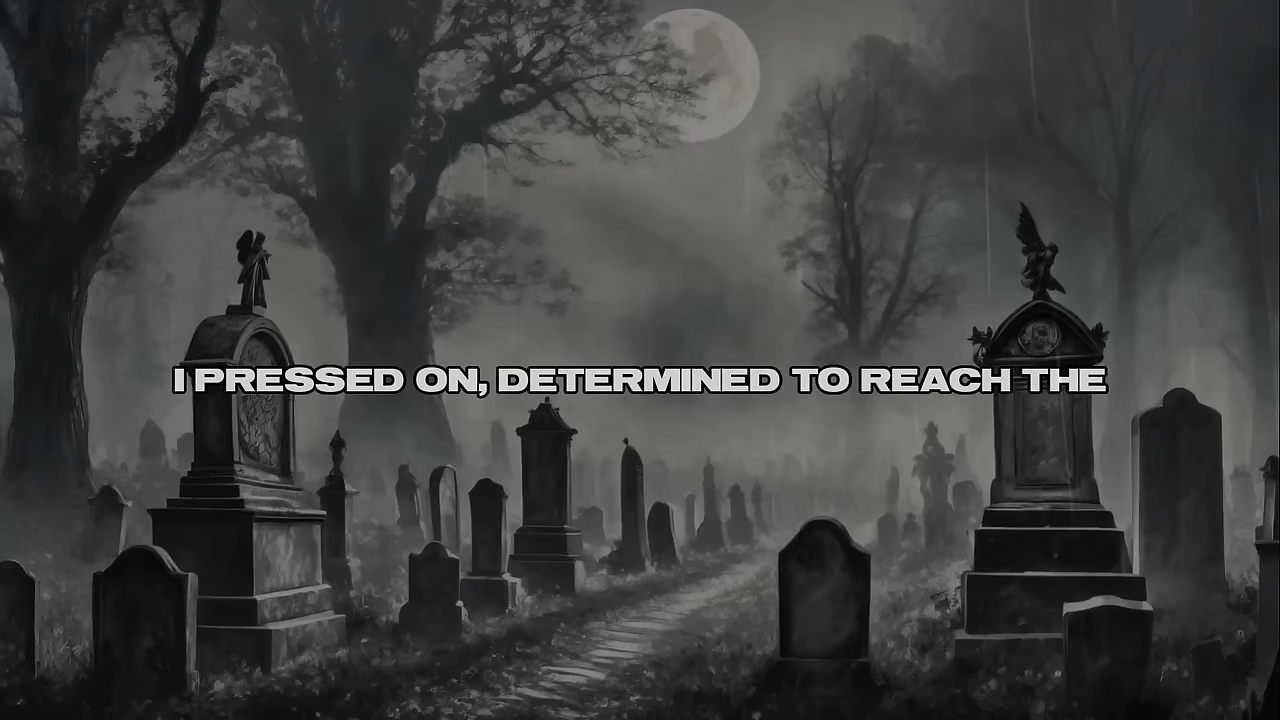 I PRESSED ON, DETERMINED TO REACH THE